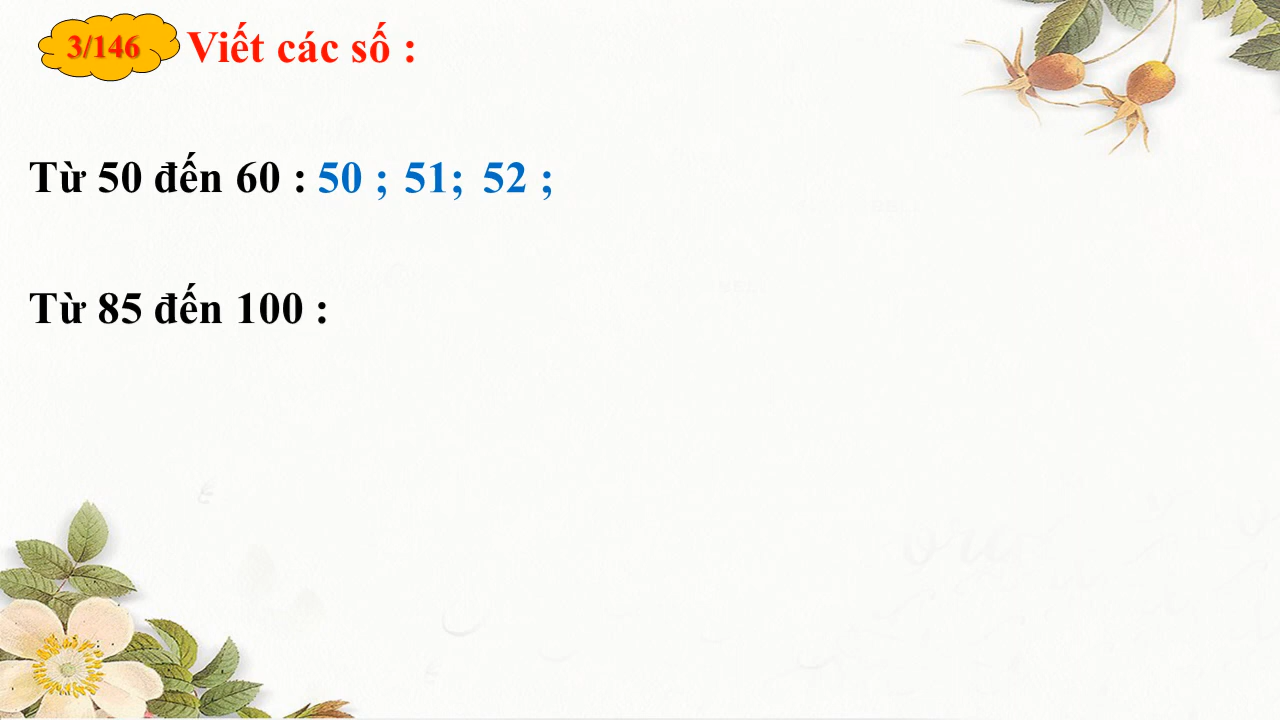 3/146 Viết các số :
Từ 50 đến 60 : 50 ; 51; 52 ;
Từ 85 đến 100 :